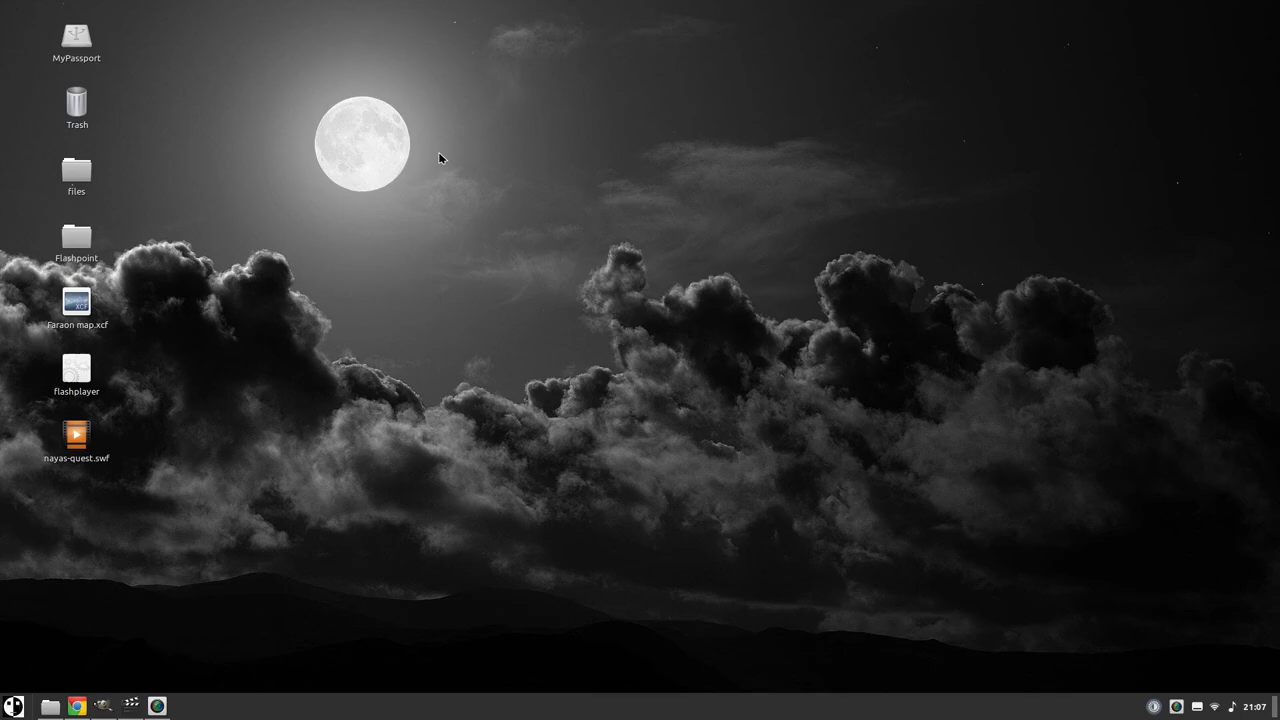 MyPassport
Trash
files
Flashpoint
Faraon map.xcf
flashplayer
nayas-quest.swf
21:07